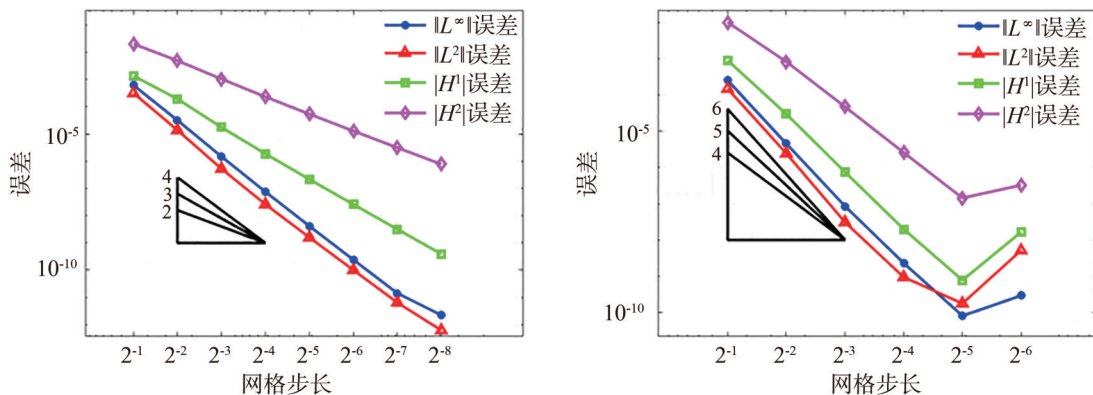 ‖L^∞‖误差
‖L²‖误差
|H¹|误差
|H²|误差
10⁻⁵
10⁻¹⁰
误差
4
3
2
2⁻¹ 2⁻² 2⁻³ 2⁻⁴ 2⁻⁵ 2⁻⁶ 2⁻⁷ 2⁻⁸
网格步长
‖L^∞‖误差
‖L²‖误差
|H¹|误差
|H²|误差
10⁻⁵
10⁻¹⁰
误差
6
5
4
2⁻¹ 2⁻² 2⁻³ 2⁻⁴ 2⁻⁵ 2⁻⁶
网格步长